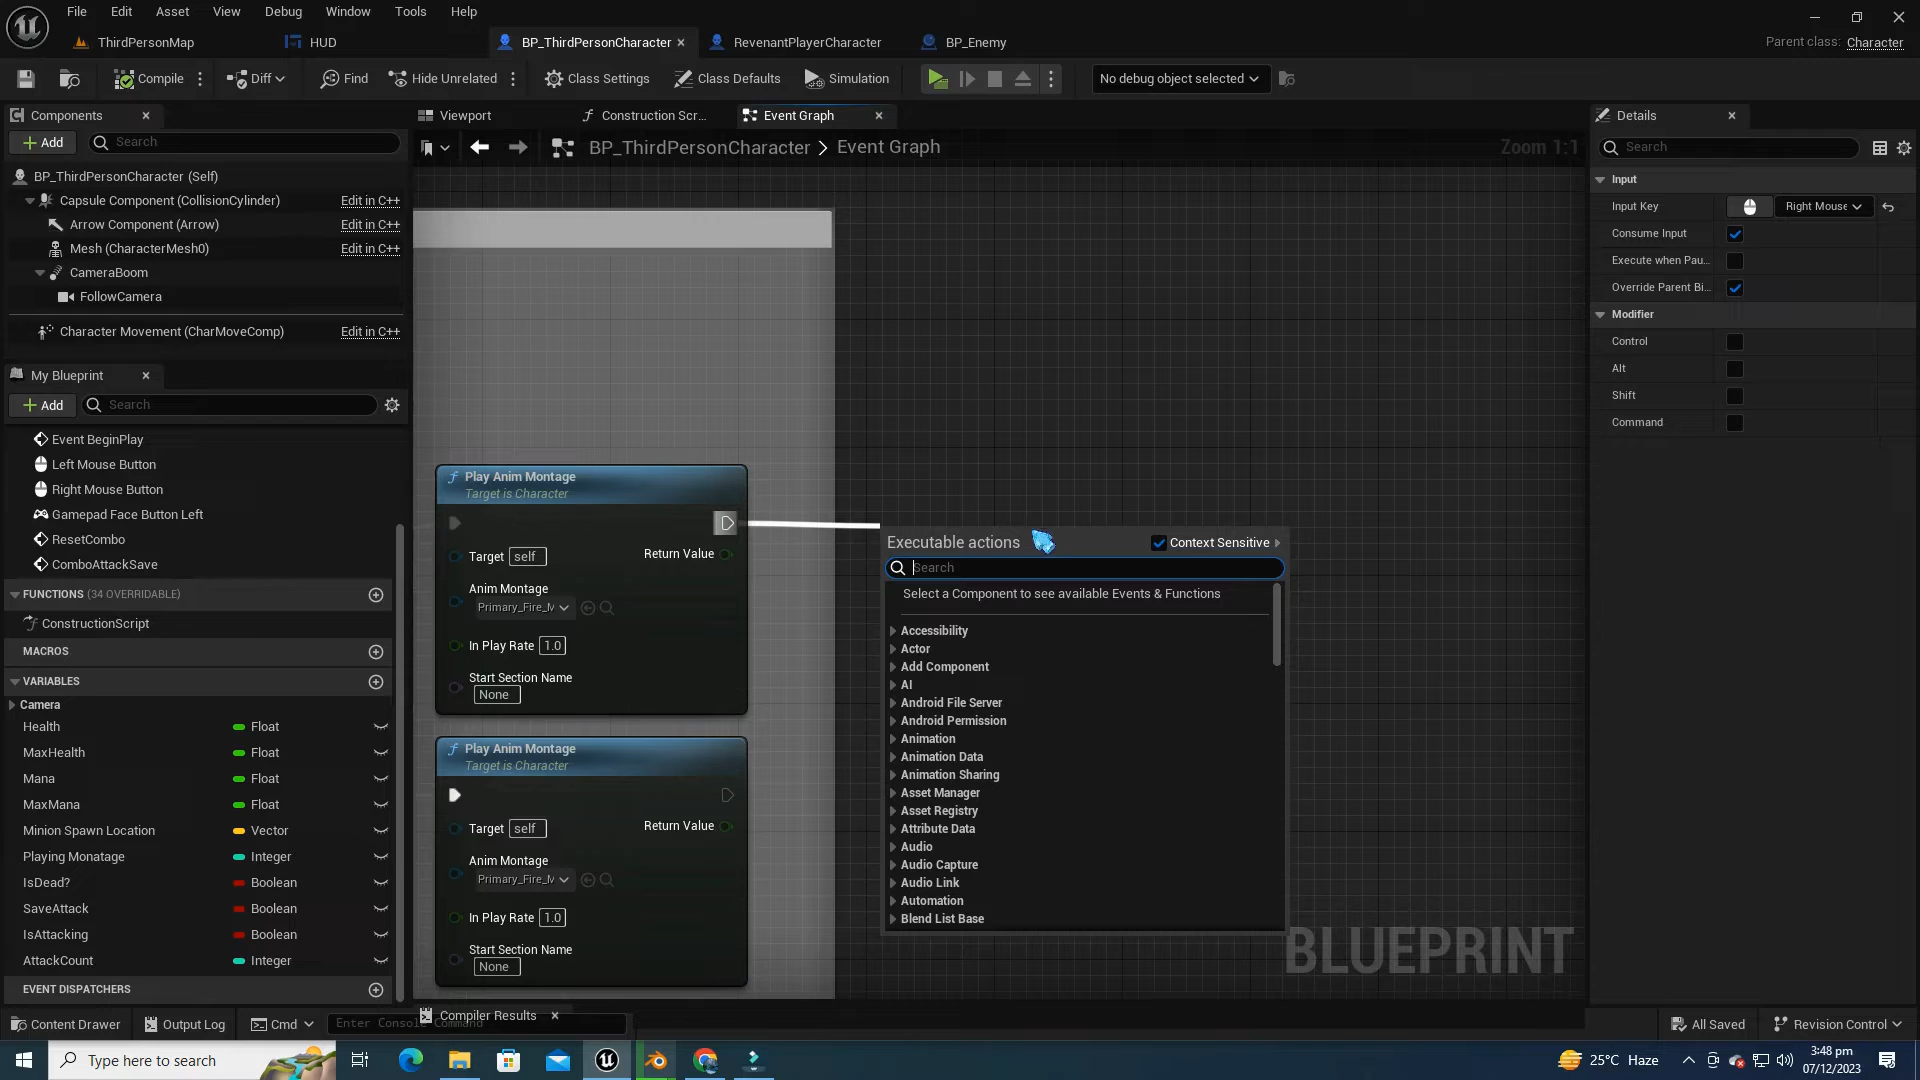 File Edit Asset View Debug Window Tools Help
ThirdPersonMap HUD BP_ThirdPersonCharacter RevenantPlayerCharacter BP_Enemy Parent class: Character
Compile Diff Find Hide Unrelated Class Settings Class Defaults Simulation No debug object selected
Components Viewport Construction Scr... Event Graph Details
Add Search BP_ThirdPersonCharacter > Event Graph Zoom 1:1 Search
BP_ThirdPersonCharacter (Self)
Capsule Component (CollisionCylinder) Edit in C++
Arrow Component (Arrow) Edit in C++
Mesh (CharacterMesh0) Edit in C++
CameraBoom
FollowCamera
Character Movement (CharMoveComp) Edit in C++
My Blueprint
Add Search
Event BeginPlay
Left Mouse Button
Right Mouse Button
Gamepad Face Button Left
ResetCombo
ComboAttackSave
FUNCTIONS (34 OVERRIDABLE)
ConstructionScript
MACROS
VARIABLES
Camera
Health Float
MaxHealth Float
Mana Float
MaxMana Float
Minion Spawn Location Vector
Playing Monatage Integer
IsDead? Boolean
SaveAttack Boolean
IsAttacking Boolean
AttackCount Integer
EVENT DISPATCHERS
Play Anim Montage
Target is Character
Target self Return Value
Anim Montage
Primary_Fire_M
In Play Rate 1.0
Start Section Name
None
Play Anim Montage
Target is Character
Target self Return Value
Anim Montage
Primary_Fire_M
In Play Rate 1.0
Start Section Name
None
Executable actions Context Sensitive
Search
Select a Component to see available Events & Functions
Accessibility
Actor
Add Component
AI
Android File Server
Android Permission
Animation
Animation Data
Animation Sharing
Asset Manager
Asset Registry
Attribute Data
Audio
Audio Capture
Audio Link
Automation
Blend List Base
BLUEPRINT
Input
Input Key Right Mouse
Consume Input
Execute when Pau...
Override Parent Bi...
Modifier
Control
Alt
Shift
Command
Compiler Results
Content Drawer Output Log Cmd Enter Console Command All Saved Revision Control
Type here to search 25°C Haze 3:48 pm
07/12/2023